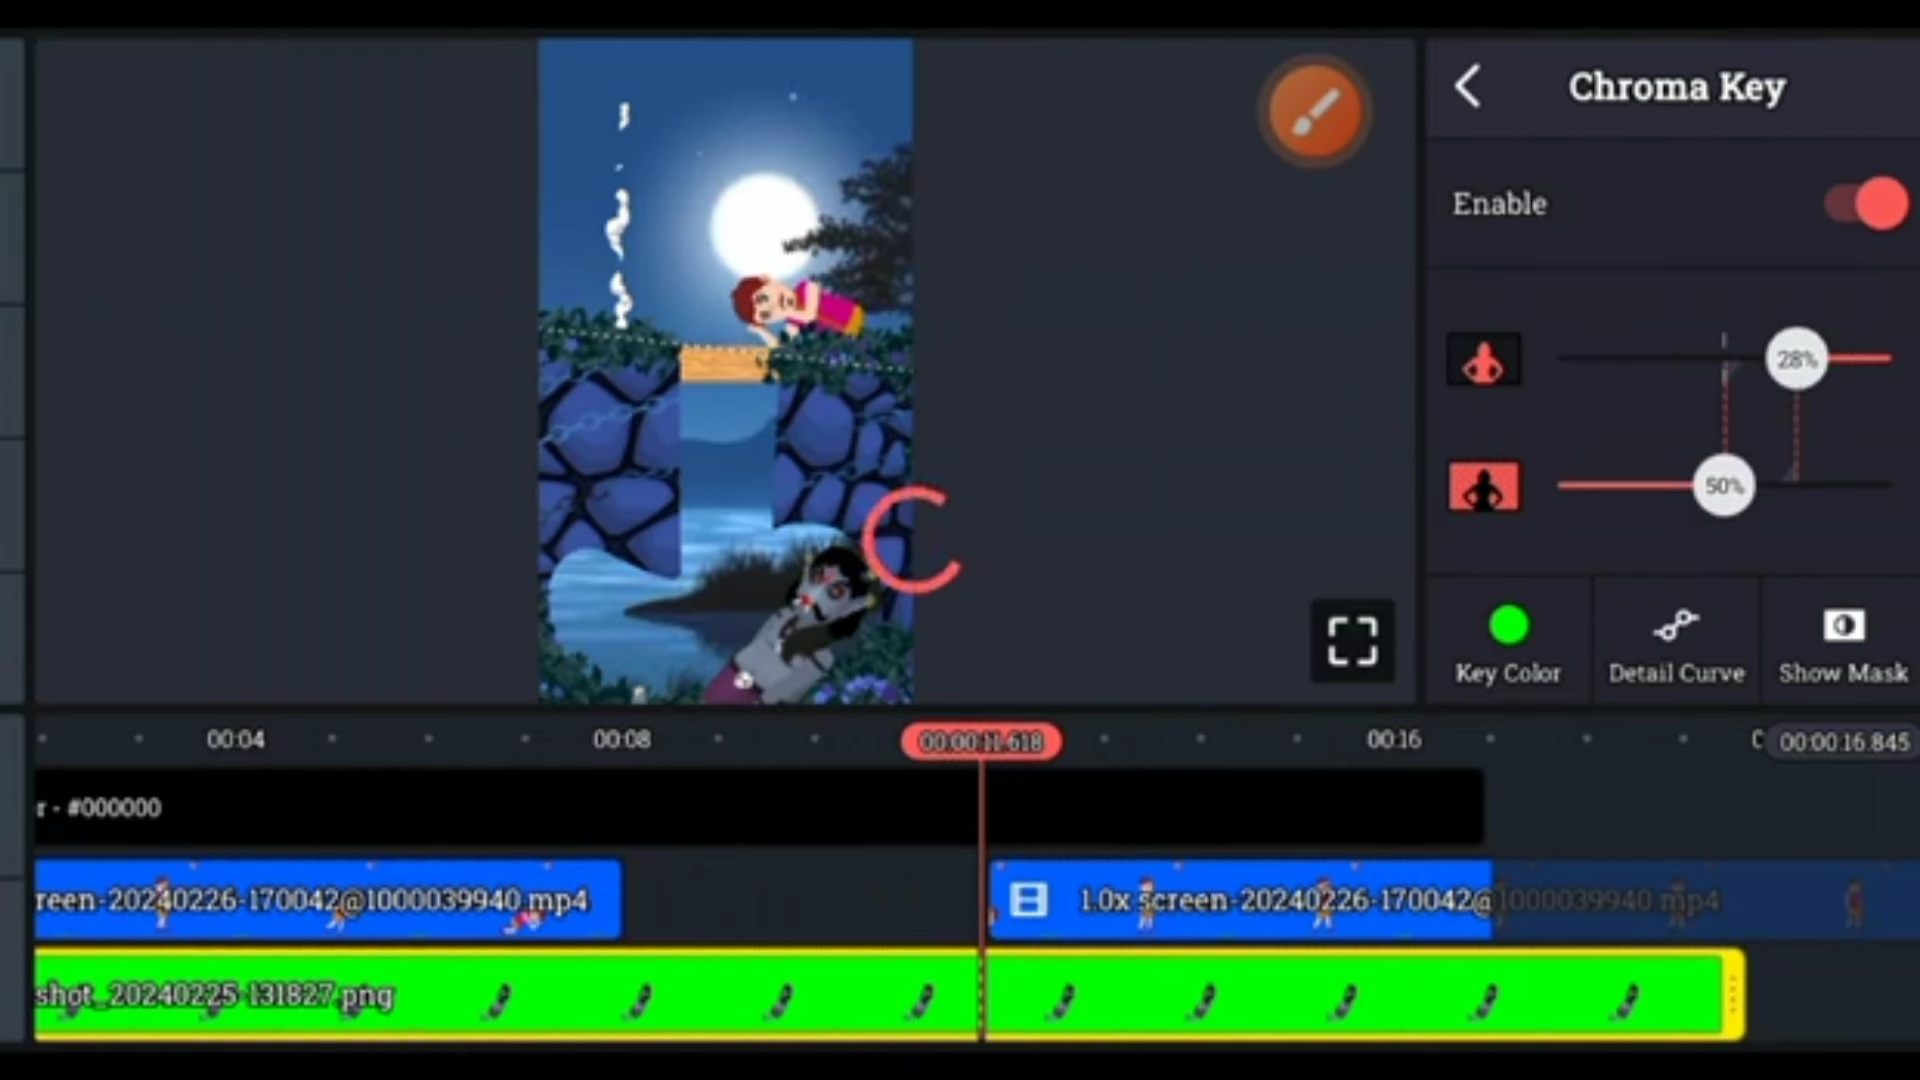 Chroma Key
Enable
28%
50%
Key Color
Detail Curve
Show Mask
00:04
00:08
00:00:11.618
00:16
00:00:16.845
r - #000000
reen-20240226-170042@1000039940.mp4
1.0x screen-20240226-170042@1000039940.mp4
shot_20240225-131827.png